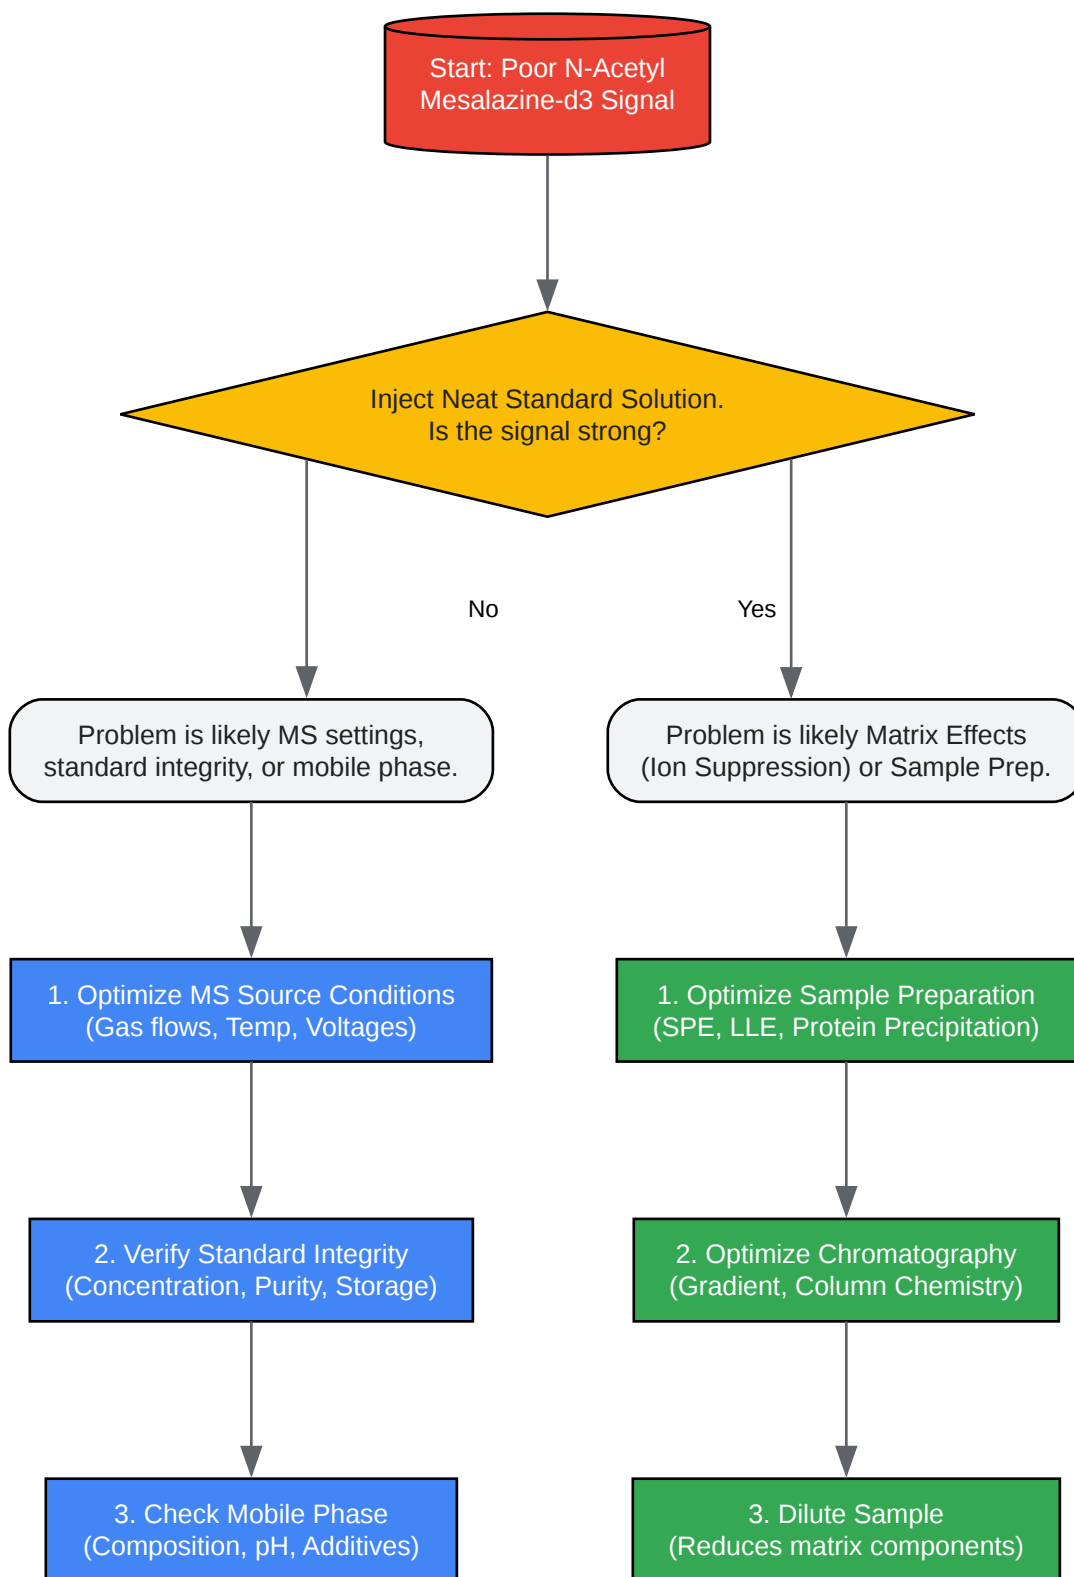 Start: Poor N-Acetyl
Mesalazine-d3 Signal
Inject Neat Standard Solution.
Is the signal strong?
No
Yes
Problem is likely MS settings,
standard integrity, or mobile phase.
Problem is likely Matrix Effects
(Ion Suppression) or Sample Prep.
1. Optimize MS Source Conditions
(Gas flows, Temp, Voltages)
1. Optimize Sample Preparation
(SPE, LLE, Protein Precipitation)
2. Verify Standard Integrity
(Concentration, Purity, Storage)
2. Optimize Chromatography
(Gradient, Column Chemistry)
3. Check Mobile Phase
(Composition, pH, Additives)
3. Dilute Sample
(Reduces matrix components)